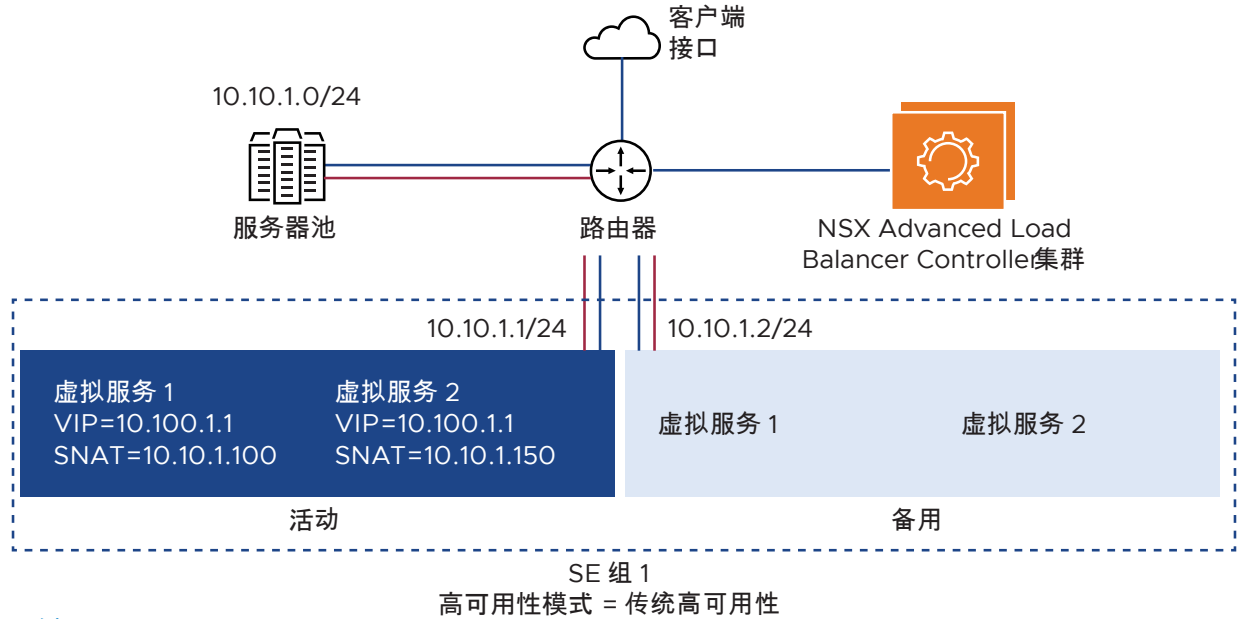 客户端
接口
10.10.1.0/24
服务器池
路由器
NSX Advanced Load
Balancer Controller集群
10.10.1.1/24
10.10.1.2/24
虚拟服务 1
VIP=10.100.1.1
SNAT=10.10.1.100
虚拟服务 2
VIP=10.100.1.1
SNAT=10.10.1.150
虚拟服务 1
虚拟服务 2
活动
备用
SE 组 1
高可用性模式 = 传统高可用性